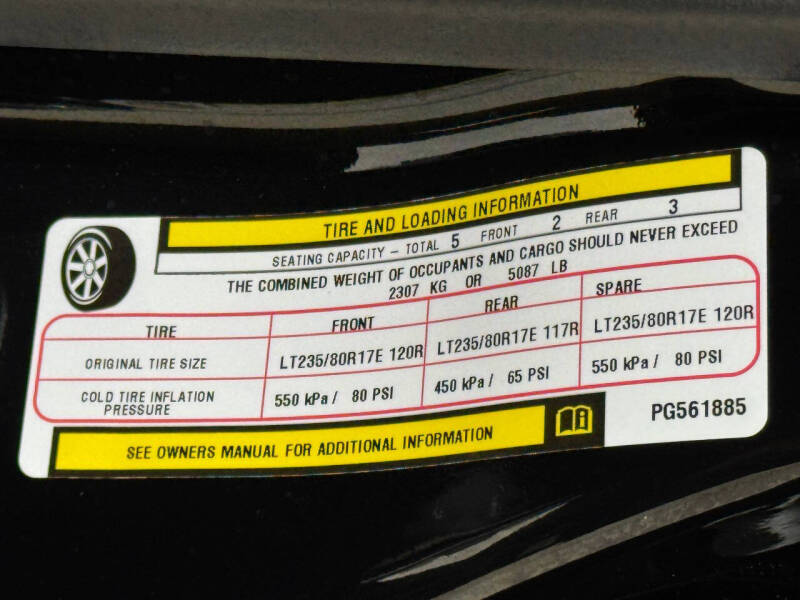 TIRE AND LOADING INFORMATION
SEATING CAPACITY – TOTAL 5 FRONT 2 REAR 3
THE COMBINED WEIGHT OF OCCUPANTS AND CARGO SHOULD NEVER EXCEED
2307 KG OR 5087 LB
TIRE FRONT REAR SPARE
ORIGINAL TIRE SIZE LT235/80R17E 120R LT235/80R17E 117R LT235/80R17E 120R
COLD TIRE INFLATION
PRESSURE 550 kPa / 80 PSI 450 kPa / 65 PSI 550 kPa / 80 PSI
SEE OWNERS MANUAL FOR ADDITIONAL INFORMATION
PG561885